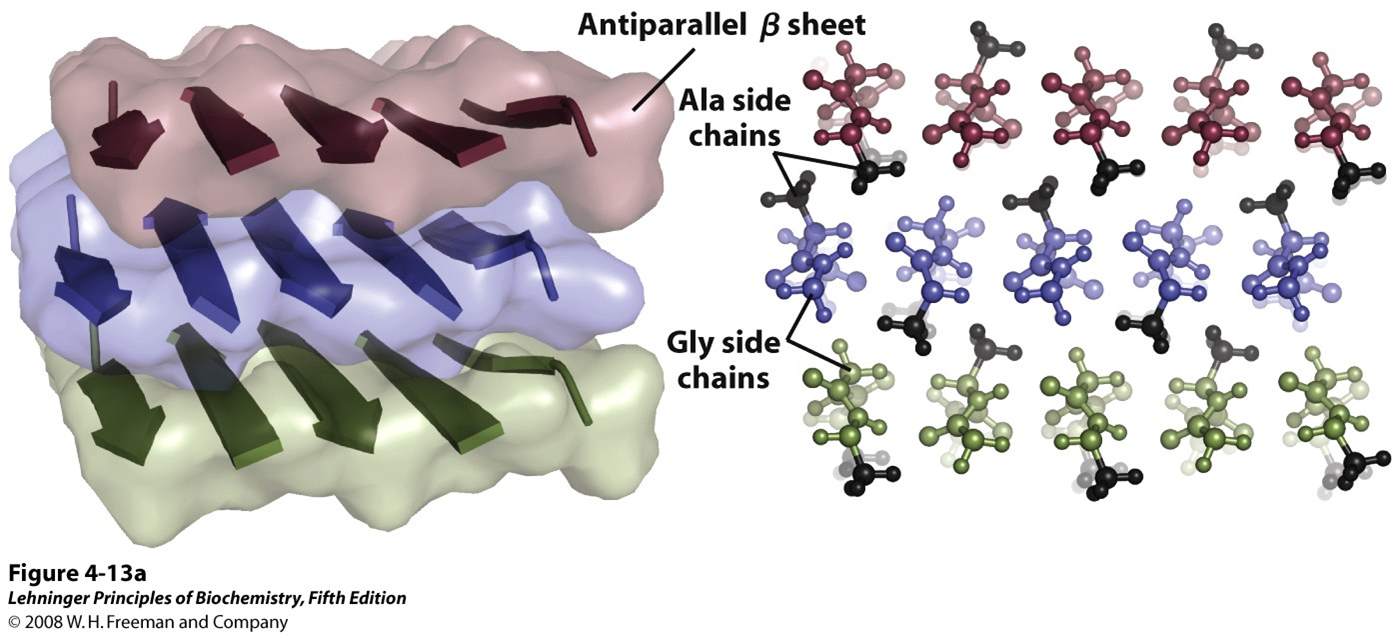 Antiparallel β sheet
Ala side
chains
Gly side
chains
Figure 4-13a
Lehninger Principles of Biochemistry, Fifth Edition
© 2008 W. H. Freeman and Company